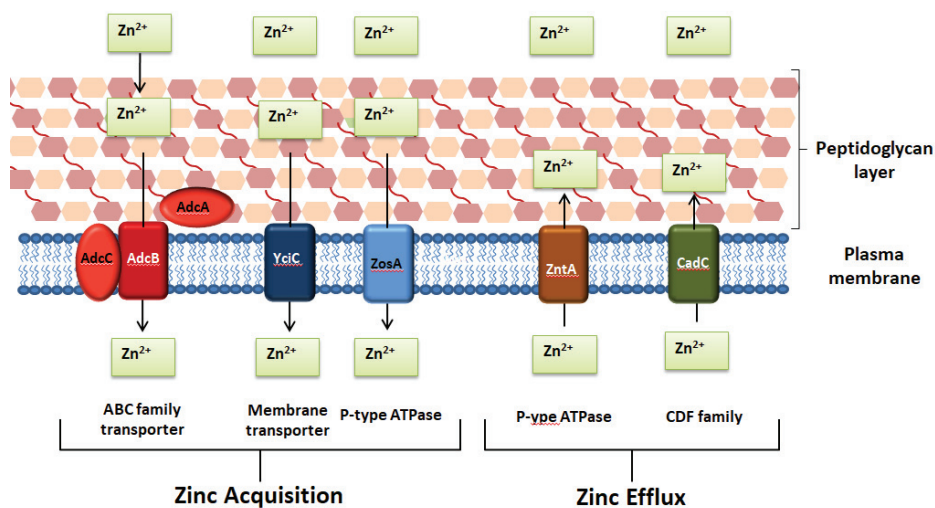 Zn2+ Zn2+ Zn2+ Zn2+ Zn2+
Zn2+ Zn2+ Zn2+
Zn2+ Zn2+
Peptidoglycan
layer
AdcA
AdcC AdcB YciC ZosA ZntA CadC
Plasma
membrane
Zn2+ Zn2+ Zn2+ Zn2+ Zn2+
ABC family
transporter
Membrane
transporter
P-type ATPase
P-ype ATPase
CDF family
Zinc Acquisition
Zinc Efflux